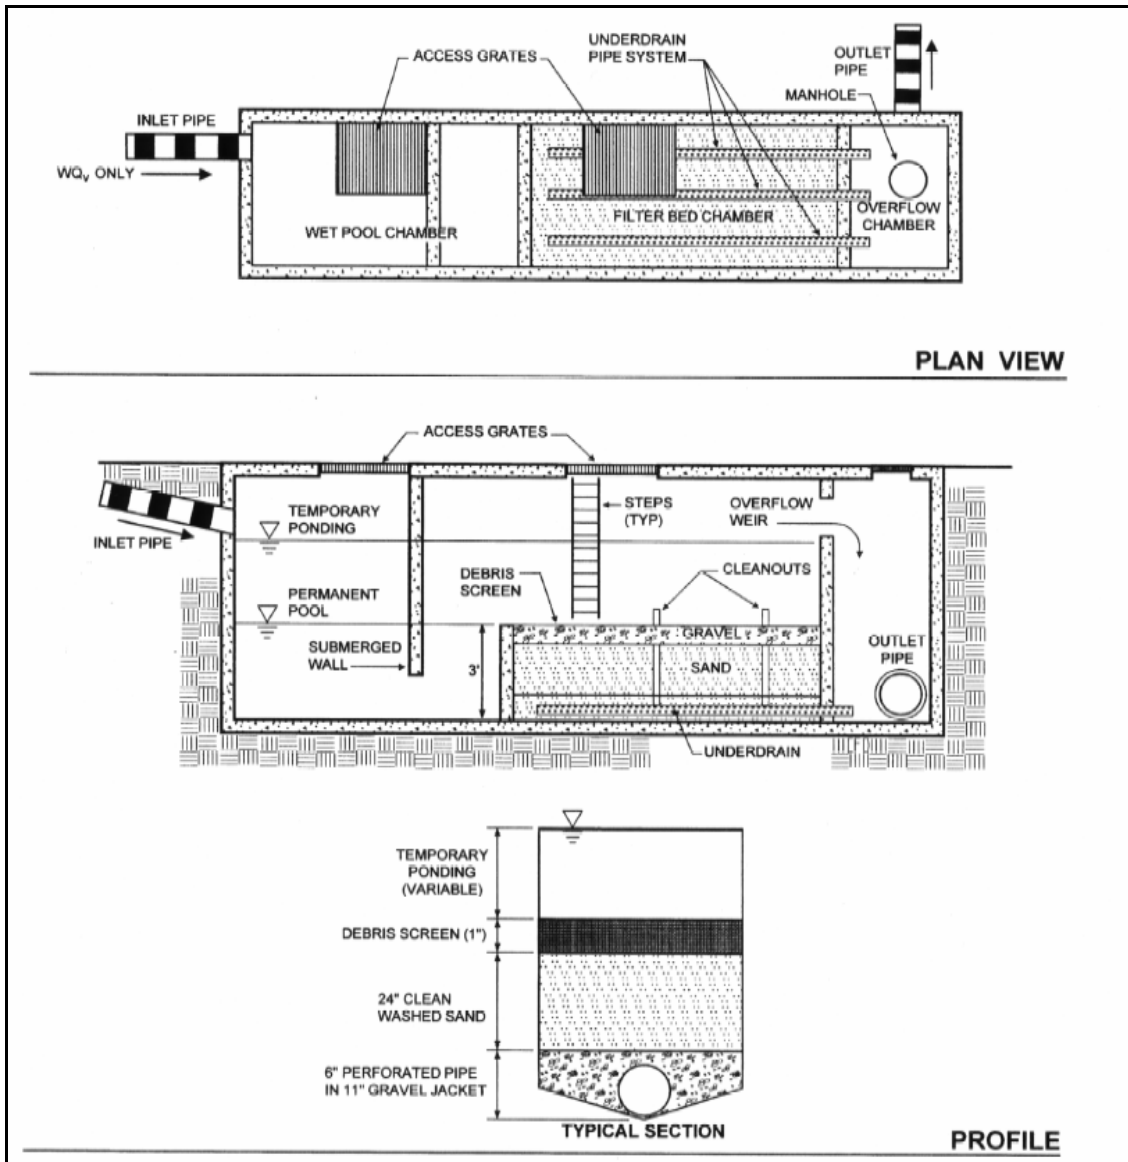 ACCESS GRATES
UNDERDRAIN
PIPE SYSTEM
OUTLET
PIPE
MANHOLE
INLET PIPE
WQv ONLY
WET POOL CHAMBER
FILTER BED CHAMBER
OVERFLOW
CHAMBER
PLAN VIEW
ACCESS GRATES
INLET PIPE
TEMPORARY
PONDING
STEPS
(TYP)
OVERFLOW
WEIR
DEBRIS
SCREEN
CLEANOUTS
PERMANENT
POOL
SUBMERGED
WALL
3'
GRAVEL
SAND
OUTLET
PIPE
UNDERDRAIN
TEMPORARY
PONDING
(VARIABLE)
DEBRIS SCREEN (1")
24" CLEAN
WASHED SAND
6" PERFORATED PIPE
IN 11" GRAVEL JACKET
TYPICAL SECTION
PROFILE